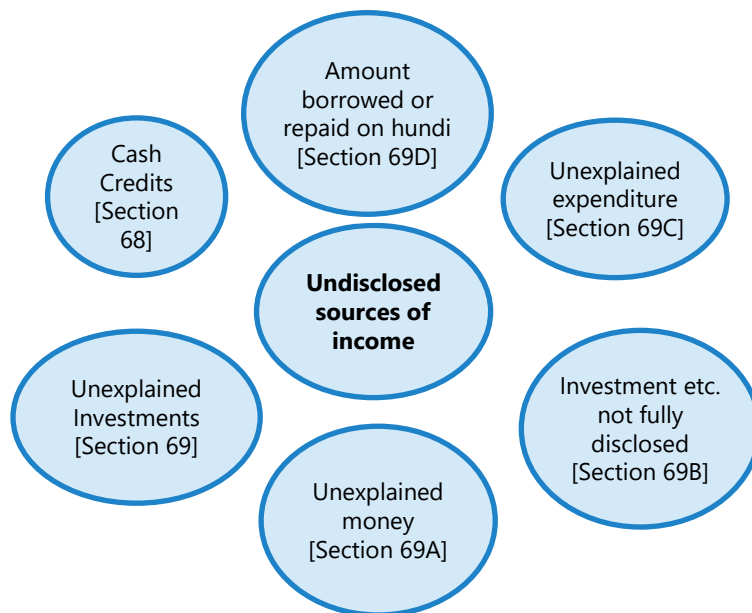 Amount
borrowed or
repaid on hundi
[Section 69D]
Cash
Credits
[Section
68]
Unexplained
expenditure
[Section 69C]
Undisclosed
sources of
income
Unexplained
Investments
[Section 69]
Investment etc.
not fully
disclosed
[Section 69B]
Unexplained
money
[Section 69A]